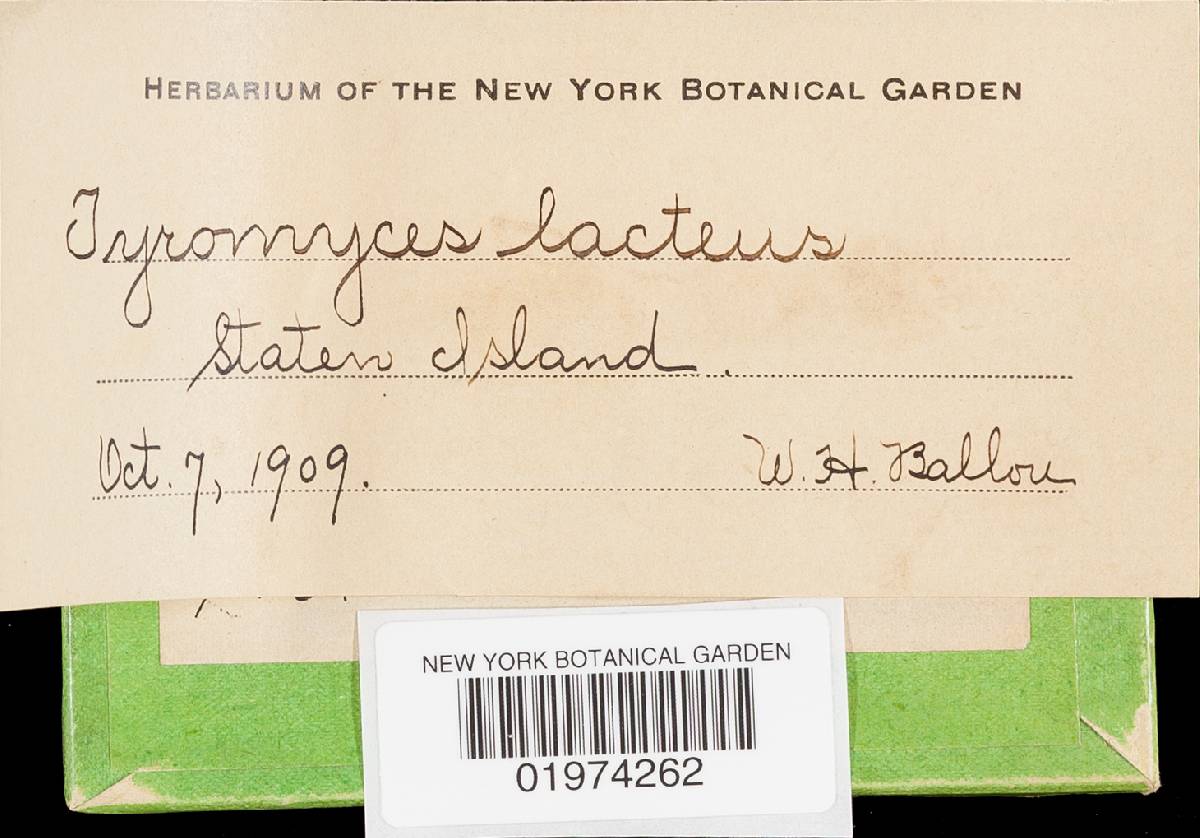 HERBARIUM OF THE NEW YORK BOTANICAL GARDEN
Tyromyces lacteus
Staten Island.
Oct. 7, 1909.
W. H. Ballou
NEW YORK BOTANICAL GARDEN
01974262